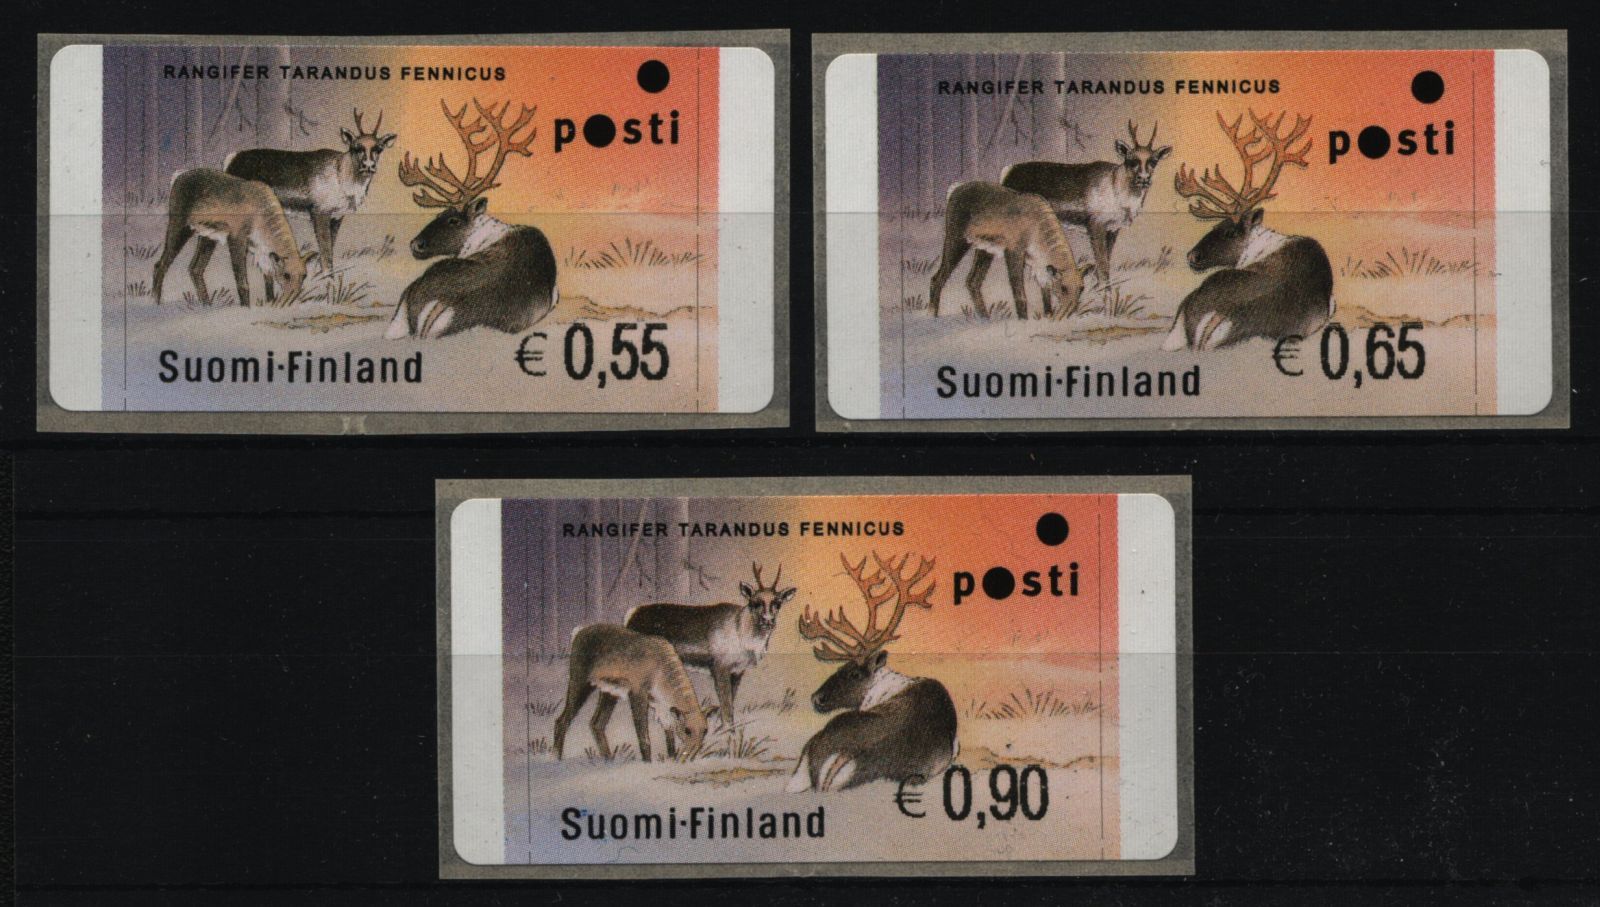 RANGIFER TARANDUS FENNICUS
posti
Suomi·Finland
€ 0,55
RANGIFER TARANDUS FENNICUS
posti
Suomi·Finland
€ 0,65
RANGIFER TARANDUS FENNICUS
posti
Suomi·Finland
€ 0,90